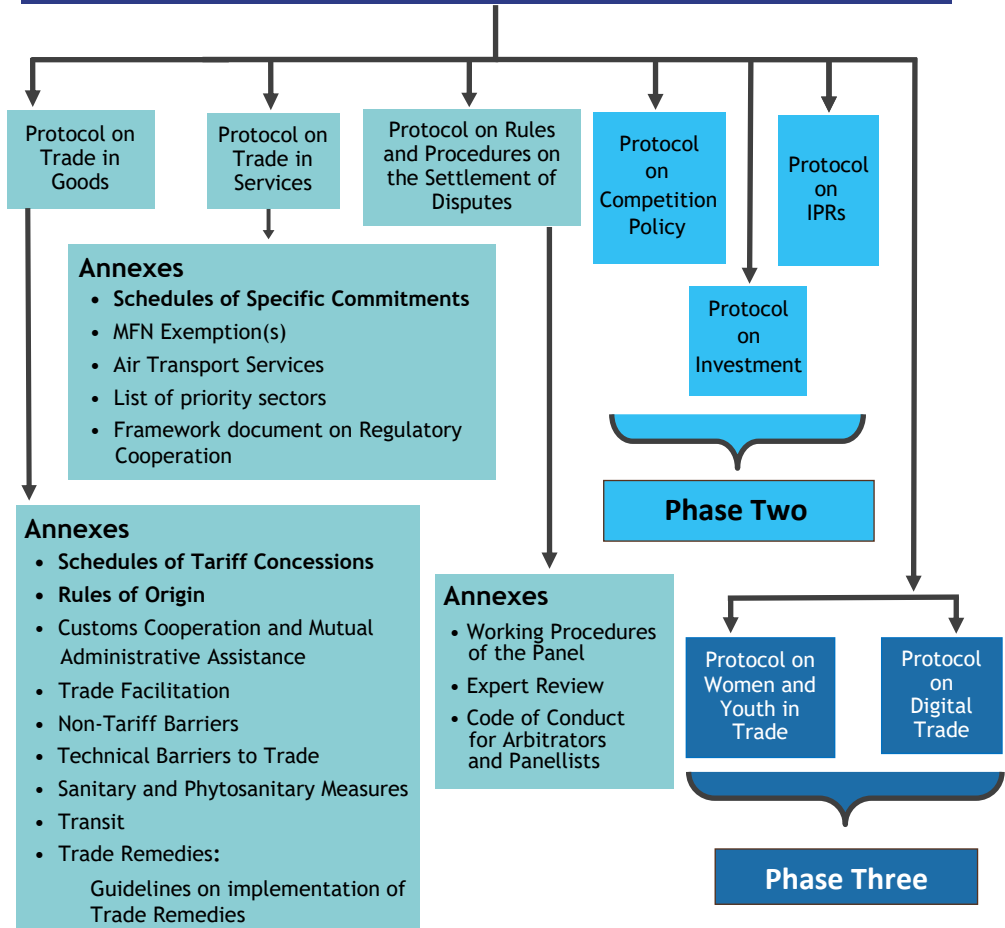 Protocol on
Trade in
Goods
Protocol on
Trade in
Services
Protocol on Rules
and Procedures on
the Settlement of
Disputes
Protocol
on
Competition
Policy
Protocol
on
IPRs
Protocol
on
Investment
Annexes
• Schedules of Specific Commitments
• MFN Exemption(s)
• Air Transport Services
• List of priority sectors
• Framework document on Regulatory
Cooperation
Phase Two
Annexes
• Schedules of Tariff Concessions
• Rules of Origin
• Customs Cooperation and Mutual
Administrative Assistance
• Trade Facilitation
• Non-Tariff Barriers
• Technical Barriers to Trade
• Sanitary and Phytosanitary Measures
• Transit
• Trade Remedies:
Guidelines on implementation of
Trade Remedies
Annexes
• Working Procedures
of the Panel
• Expert Review
• Code of Conduct
for Arbitrators
and Panellists
Protocol on
Women and
Youth in
Trade
Protocol
on
Digital
Trade
Phase Three